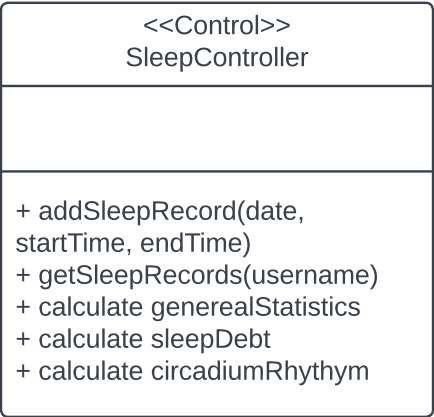 <<Control>>
SleepController
+ addSleepRecord(date,
startTime, endTime)
+ getSleepRecords(username)
+ calculate generealStatistics
+ calculate sleepDebt
+ calculate circadiumRhythym